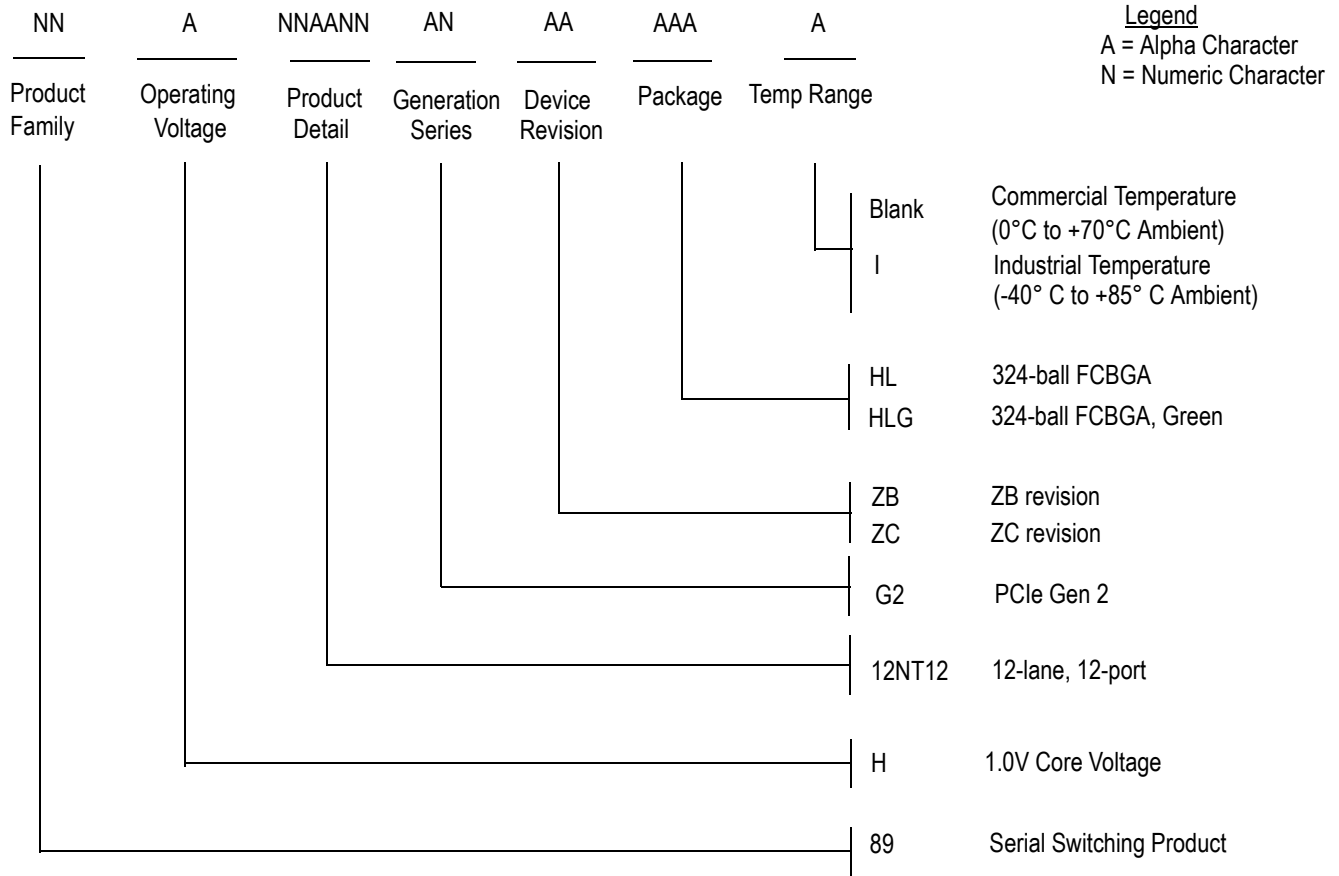 NN A NNAANN AN AA AAA A
Legend
A = Alpha Character
N = Numeric Character
Product Family
Operating Voltage
Product Detail
Generation Series
Device Revision
Package
Temp Range
Blank Commercial Temperature
(0°C to +70°C Ambient)
I Industrial Temperature
(-40° C to +85° C Ambient)
HL 324-ball FCBGA
HLG 324-ball FCBGA, Green
ZB ZB revision
ZC ZC revision
G2 PCIe Gen 2
12NT12 12-lane, 12-port
H 1.0V Core Voltage
89 Serial Switching Product